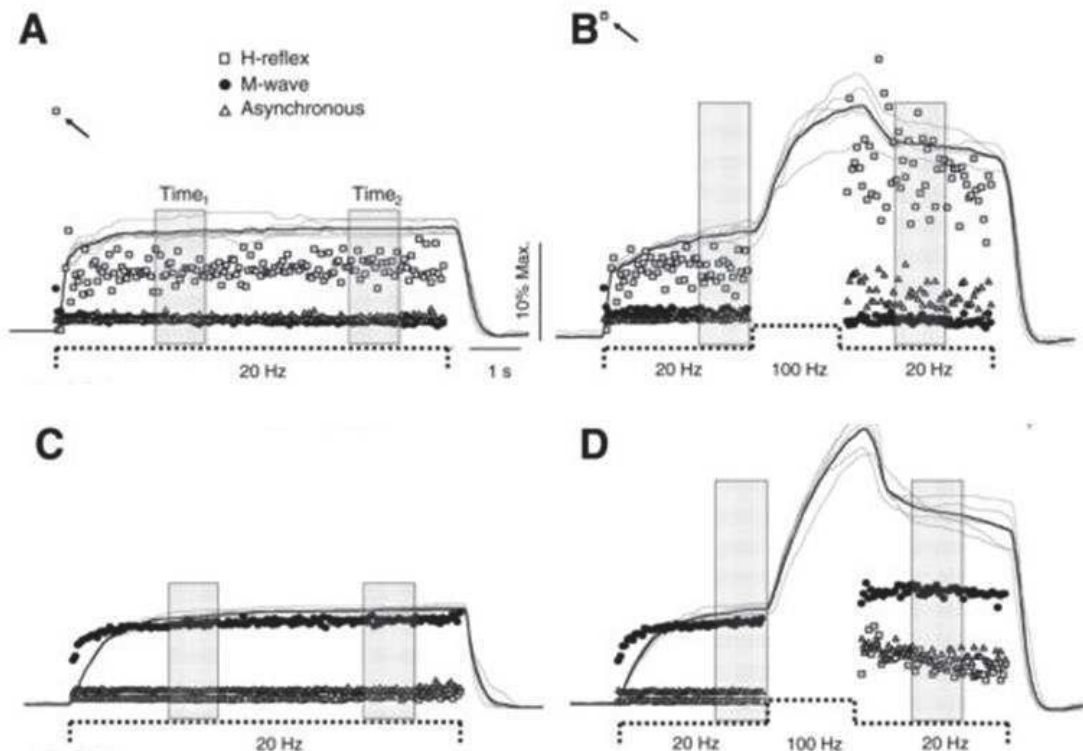 A
H-reflex
M-wave
Asynchronous
Time1
Time2
10% Max.
20 Hz
1 s
B
20 Hz
100 Hz
20 Hz
C
20 Hz
D
20 Hz
100 Hz
20 Hz